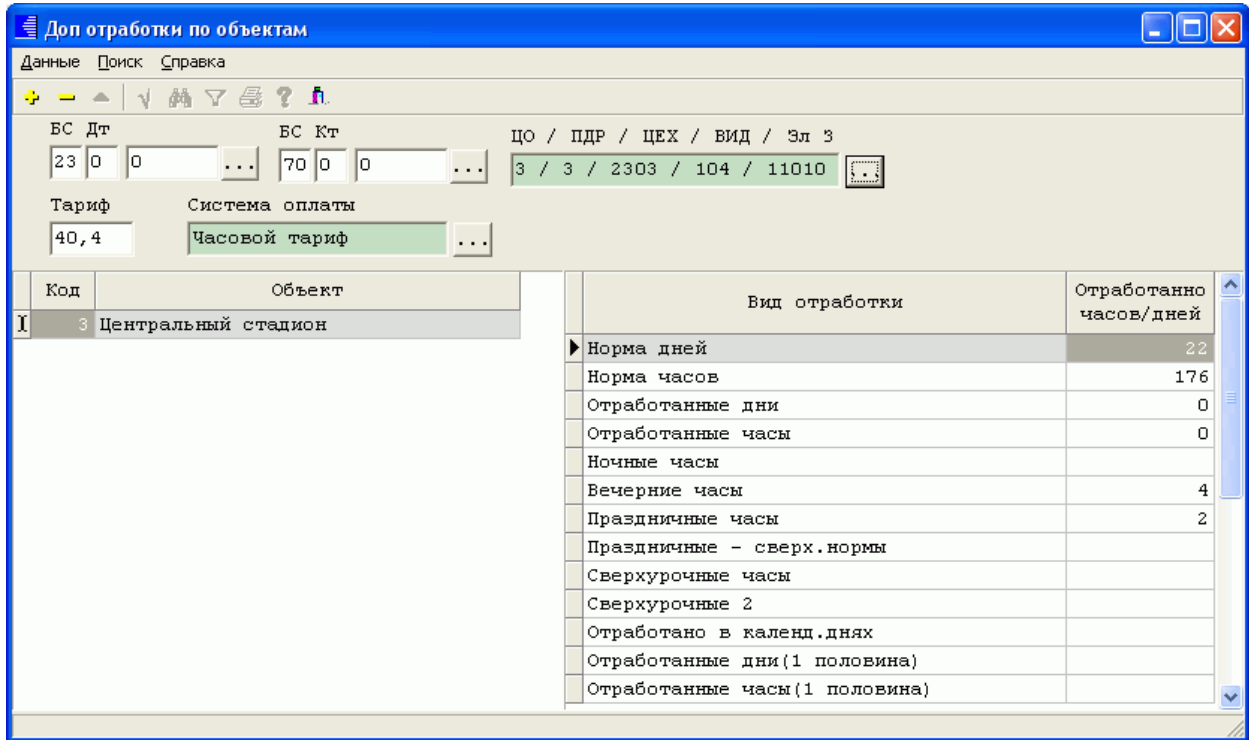 Доп отработки по объектам
Данные Поиск Справка
БС Дт БС Кт ЦО / ПДР / ЦЕХ / ВИД / Эл 3
23 0 0 ... 70 0 0 ... 3 / 3 / 2303 / 104 / 11010 ...
Тариф Система оплаты
40,4 Часовой тариф ...
Код Объект
3 Центральный стадион
Вид отработки Отработанно часов/дней
Норма дней 22
Норма часов 176
Отработанные дни 0
Отработанные часы 0
Ночные часы
Вечерние часы 4
Праздничные часы 2
Праздничные - сверх.нормы
Сверхурочные часы
Сверхурочные 2
Отработано в календ.днях
Отработанные дни(1 половина)
Отработанные часы(1 половина)